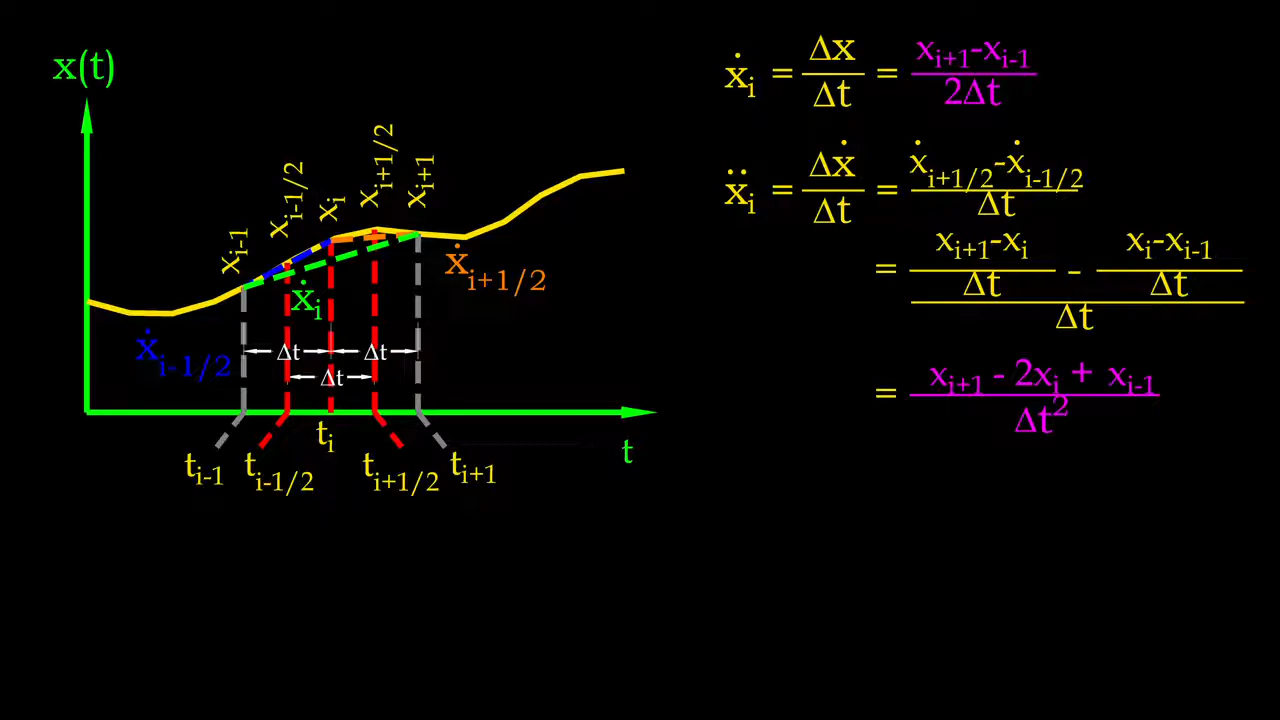 x(t)
x_{i-1}
x_{i-1/2}
x_i
x_{i+1/2}
x_{i+1}
ẋ_{i+1/2}
ẋ_i
ẋ_{i-1/2}
Δt Δt
Δt
t_{i-1} t_{i-1/2} t_i t_{i+1/2} t_{i+1} t
ẋ_i = Δx/Δt = (x_{i+1}-x_{i-1})/(2Δt)
ẍ_i = Δẋ/Δt = (ẋ_{i+1/2}-ẋ_{i-1/2})/Δt
= ((x_{i+1}-x_i)/Δt - (x_i-x_{i-1})/Δt)/Δt
= (x_{i+1} - 2x_i + x_{i-1})/Δt²